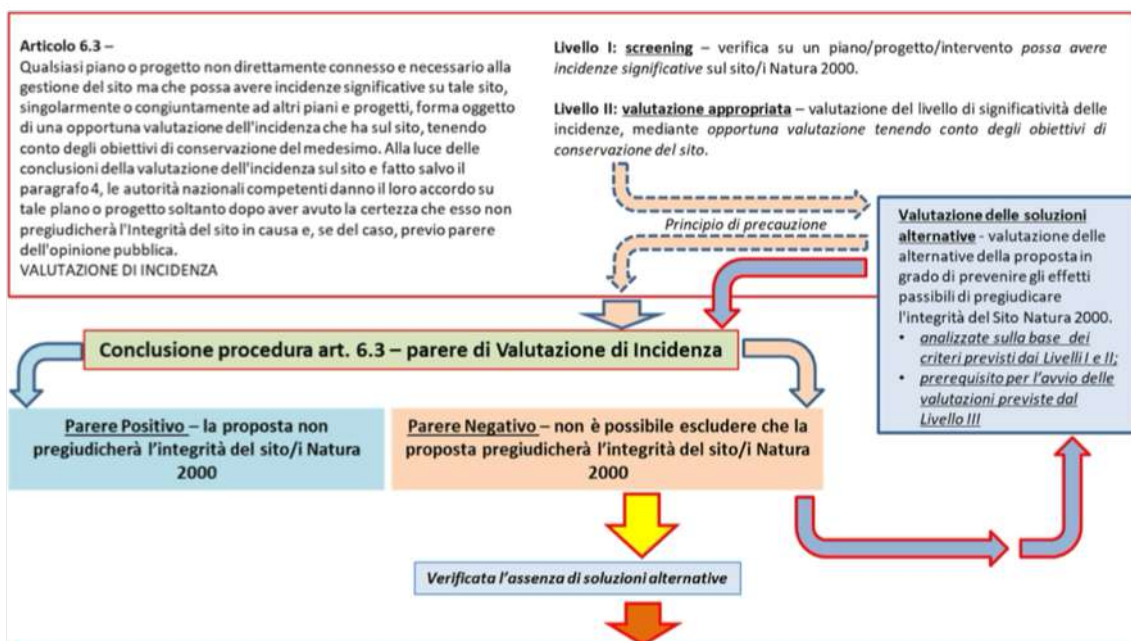 Articolo 6.3 –
Qualsiasi piano o progetto non direttamente connesso e necessario alla
gestione del sito ma che possa avere incidenze significative su tale sito,
singolarmente o congiuntamente ad altri piani e progetti, forma oggetto
di una opportuna valutazione dell'incidenza che ha sul sito, tenendo
conto degli obiettivi di conservazione del medesimo. Alla luce delle
conclusioni della valutazione dell'incidenza sul sito e fatto salvo il
paragrafo 4, le autorità nazionali competenti danno il loro accordo su
tale piano o progetto soltanto dopo aver avuto la certezza che esso non
pregiudicherà l'Integrità del sito in causa e, se del caso, previo parere
dell'opinione pubblica.
VALUTAZIONE DI INCIDENZA
Livello I: screening – verifica su un piano/progetto/intervento possa avere
incidenze significative sul sito/i Natura 2000.
Livello II: valutazione appropriata – valutazione del livello di significatività delle
incidenze, mediante opportuna valutazione tenendo conto degli obiettivi di
conservazione del sito.
Principio di precauzione
Valutazione delle soluzioni
alternative - valutazione delle
alternative della proposta in
grado di prevenire gli effetti
passibili di pregiudicare
l'integrità del Sito Natura 2000.
• analizzate sulla base dei
criteri previsti dai Livelli I e II;
• prerequisito per l'avvio delle
valutazioni previste dal
Livello III
Conclusione procedura art. 6.3 – parere di Valutazione di Incidenza
Parere Positivo – la proposta non
pregiudicherà l'integrità del sito/i Natura
2000
Parere Negativo – non è possibile escludere che la
proposta pregiudicherà l'integrità del sito/i Natura
2000
Verificata l'assenza di soluzioni alternative